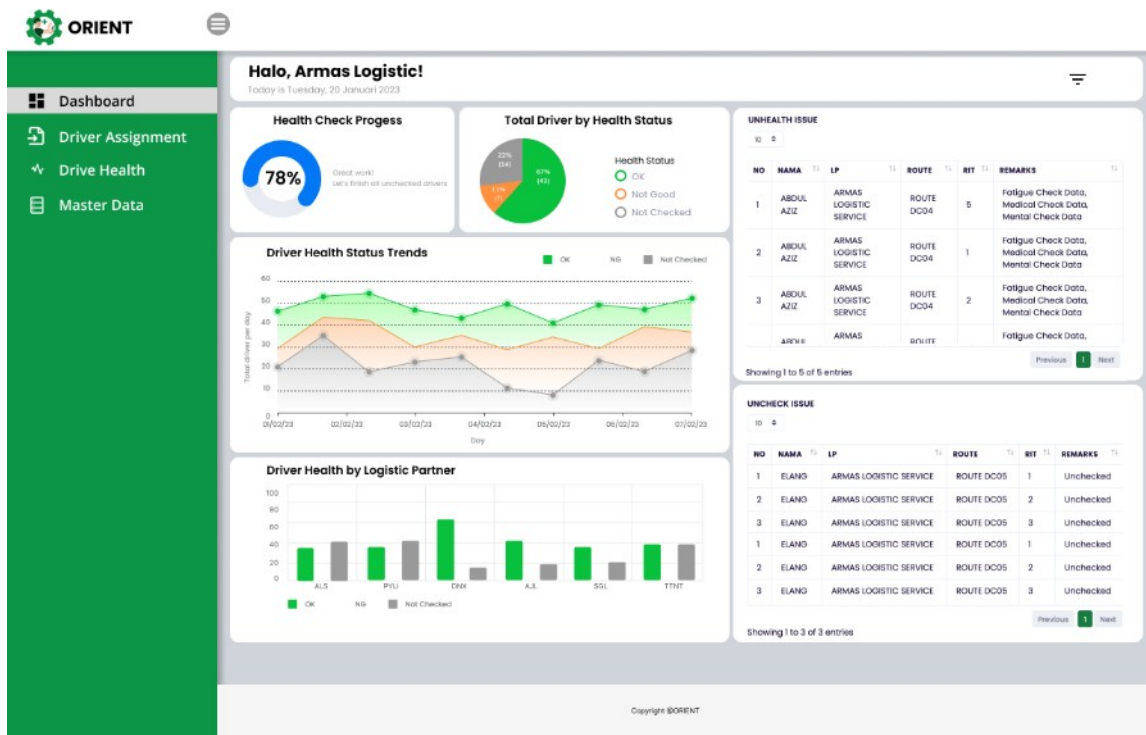 ORIENT
Dashboard
Driver Assignment
Drive Health
Master Data
Halo, Armas Logistic!
Today is Tuesday, 20 Januari 2023
Health Check Progess
78%
Great work!
Let's finish all unchecked drivers
Total Driver by Health Status
22%
(14)
67%
(43)
11%
(7)
Health Status
OK
Not Good
Not Checked
Driver Health Status Trends
OK NG Not Checked
Total driver per day
60
50
40
30
20
10
0
01/02/23 02/02/23 03/02/23 04/02/23 05/02/23 06/02/23 07/02/23
Day
Driver Health by Logistic Partner
100
80
60
40
20
0
ALS PYLI DNX AJL SGL TTNT
OK NG Not Checked
UNHEALTH ISSUE
10
NO NAMA LP ROUTE RIT REMARKS
1 ABDUL AZIZ ARMAS LOGISTIC SERVICE ROUTE DC04 5 Fatigue Check Data, Medical Check Data, Mental Check Data
2 ABDUL AZIZ ARMAS LOGISTIC SERVICE ROUTE DC04 1 Fatigue Check Data, Medical Check Data, Mental Check Data
3 ABDUL AZIZ ARMAS LOGISTIC SERVICE ROUTE DC04 2 Fatigue Check Data, Medical Check Data, Mental Check Data
ABDUL ARMAS ROUTE Fatigue Check Data,
Previous 1 Next
Showing 1 to 5 of 5 entries
UNCHECK ISSUE
10
NO NAMA LP ROUTE RIT REMARKS
1 ELANG ARMAS LOGISTIC SERVICE ROUTE DC05 1 Unchecked
2 ELANG ARMAS LOGISTIC SERVICE ROUTE DC05 2 Unchecked
3 ELANG ARMAS LOGISTIC SERVICE ROUTE DC05 3 Unchecked
1 ELANG ARMAS LOGISTIC SERVICE ROUTE DC05 1 Unchecked
2 ELANG ARMAS LOGISTIC SERVICE ROUTE DC05 2 Unchecked
3 ELANG ARMAS LOGISTIC SERVICE ROUTE DC05 3 Unchecked
Previous 1 Next
Showing 1 to 3 of 3 entries
Copyright @ORIENT